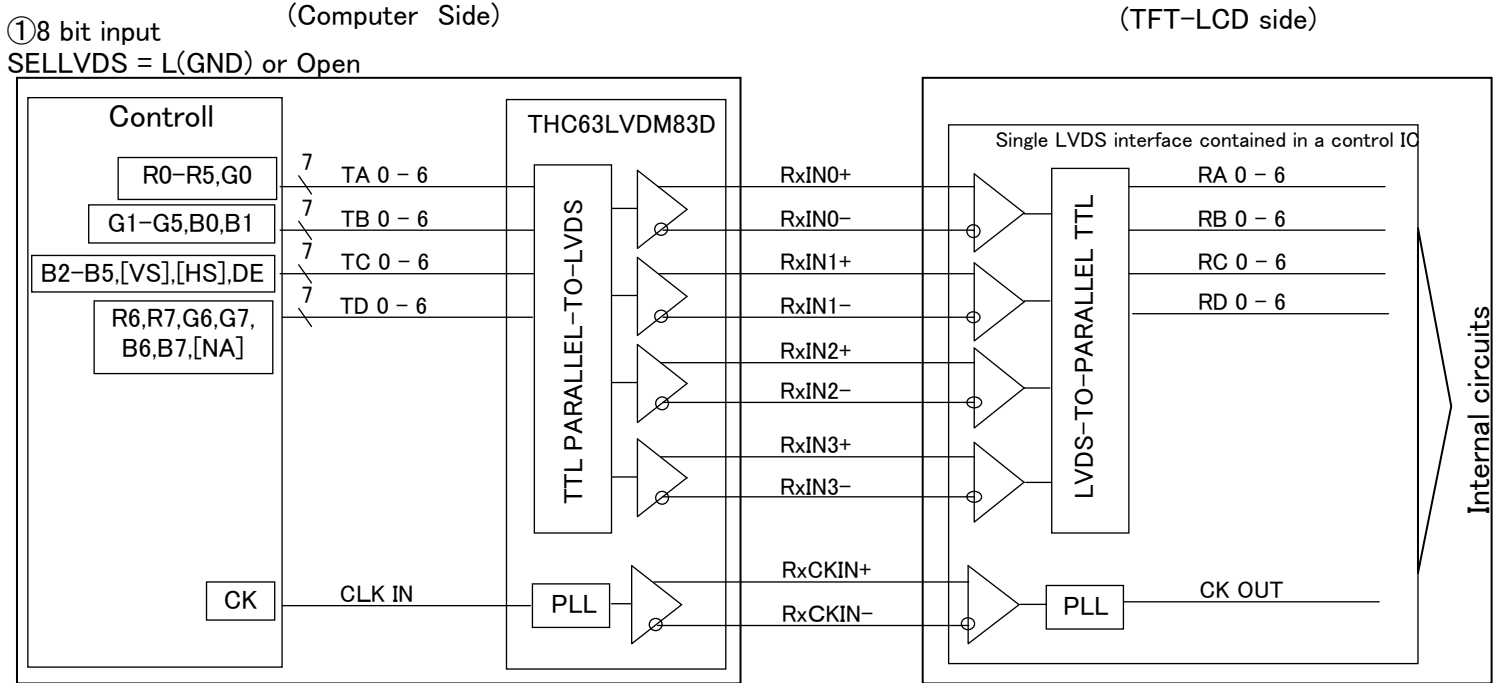 (Computer Side)
(TFT-LCD side)
①8 bit input
SELLVDS = L(GND) or Open
Controll
THC63LVDM83D
Single LVDS interface contained in a control IC
R0-R5,G0
7
TA 0 - 6
RxIN0+
RA 0 - 6
G1-G5,B0,B1
7
TB 0 - 6
RxIN0-
RB 0 - 6
B2-B5,[VS],[HS],DE
7
TC 0 - 6
RxIN1+
RC 0 - 6
R6,R7,G6,G7,
B6,B7,[NA]
7
TD 0 - 6
RxIN1-
RD 0 - 6
TTL PARALLEL-TO-LVDS
RxIN2+
RxIN2-
RxIN3+
RxIN3-
LVDS-TO-PARALLEL TTL
Internal circuits
CK
CLK IN
PLL
RxCKIN+
RxCKIN-
PLL
CK OUT